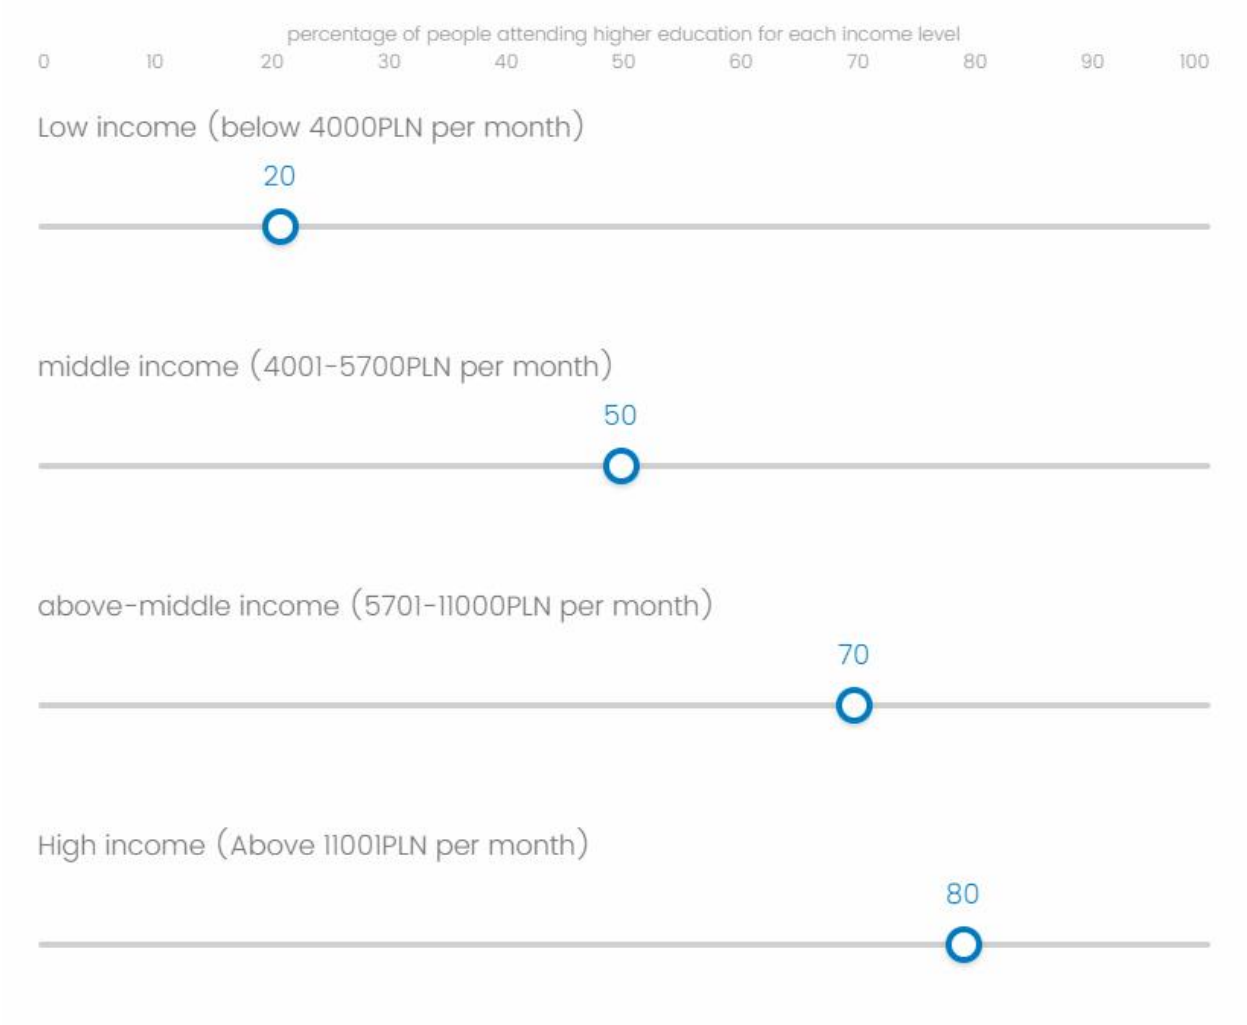 percentage of people attending higher education for each income level
0 10 20 30 40 50 60 70 80 90 100
Low income (below 4000PLN per month)
20
middle income (4001-5700PLN per month)
50
above-middle income (5701-11000PLN per month)
70
High income (Above 11001PLN per month)
80